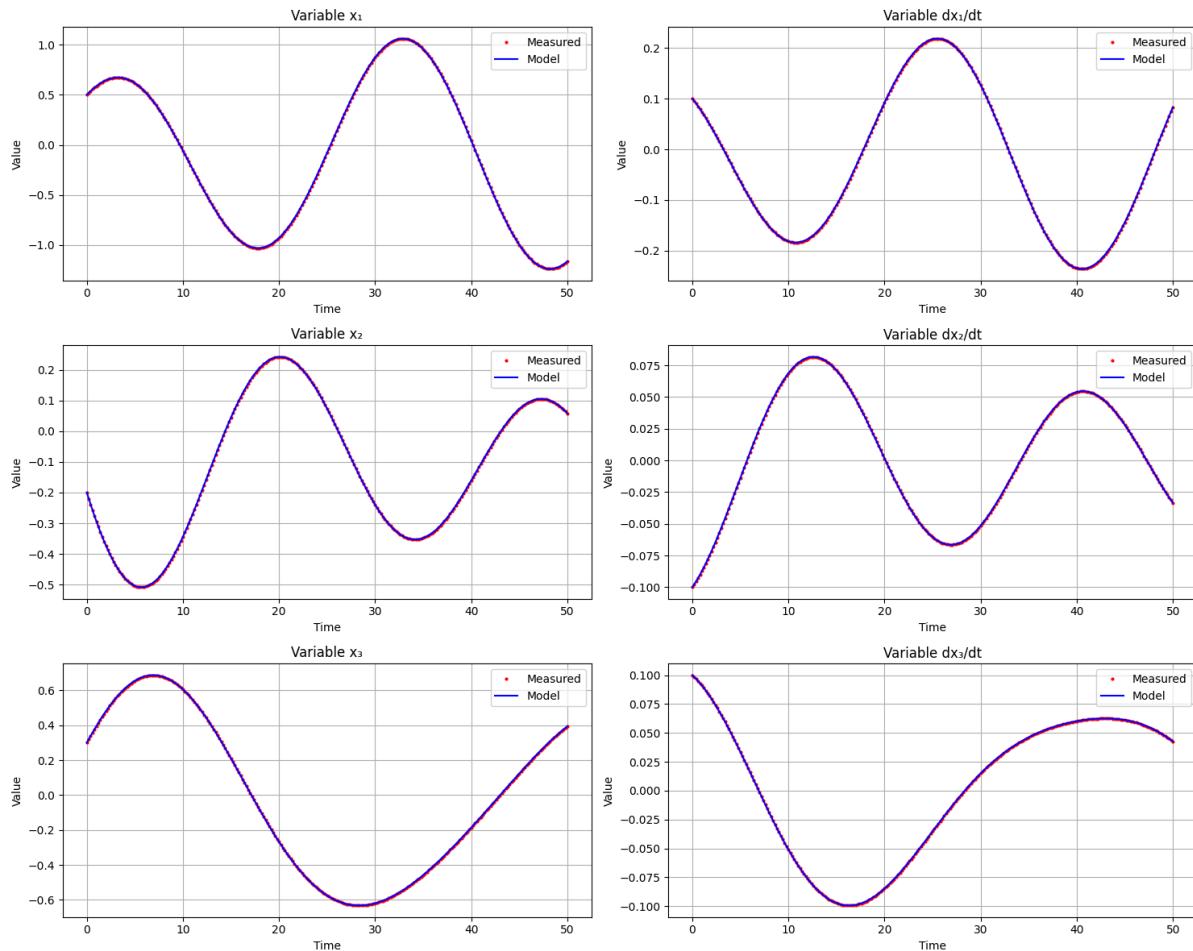 Variable x₁
Value
1.0
0.5
0.0
−0.5
−1.0
0
10
20
30
40
50
Time
Measured
Model
Variable dx₁/dt
Value
0.2
0.1
0.0
−0.1
−0.2
0
10
20
30
40
50
Time
Measured
Model
Variable x₂
Value
0.2
0.1
0.0
−0.1
−0.2
−0.3
−0.4
−0.5
0
10
20
30
40
50
Time
Measured
Model
Variable dx₂/dt
Value
0.075
0.050
0.025
0.000
−0.025
−0.050
−0.075
−0.100
0
10
20
30
40
50
Time
Measured
Model
Variable x₃
Value
0.6
0.4
0.2
0.0
−0.2
−0.4
−0.6
0
10
20
30
40
50
Time
Measured
Model
Variable dx₃/dt
Value
0.100
0.075
0.050
0.025
0.000
−0.025
−0.050
−0.075
−0.100
0
10
20
30
40
50
Time
Measured
Model